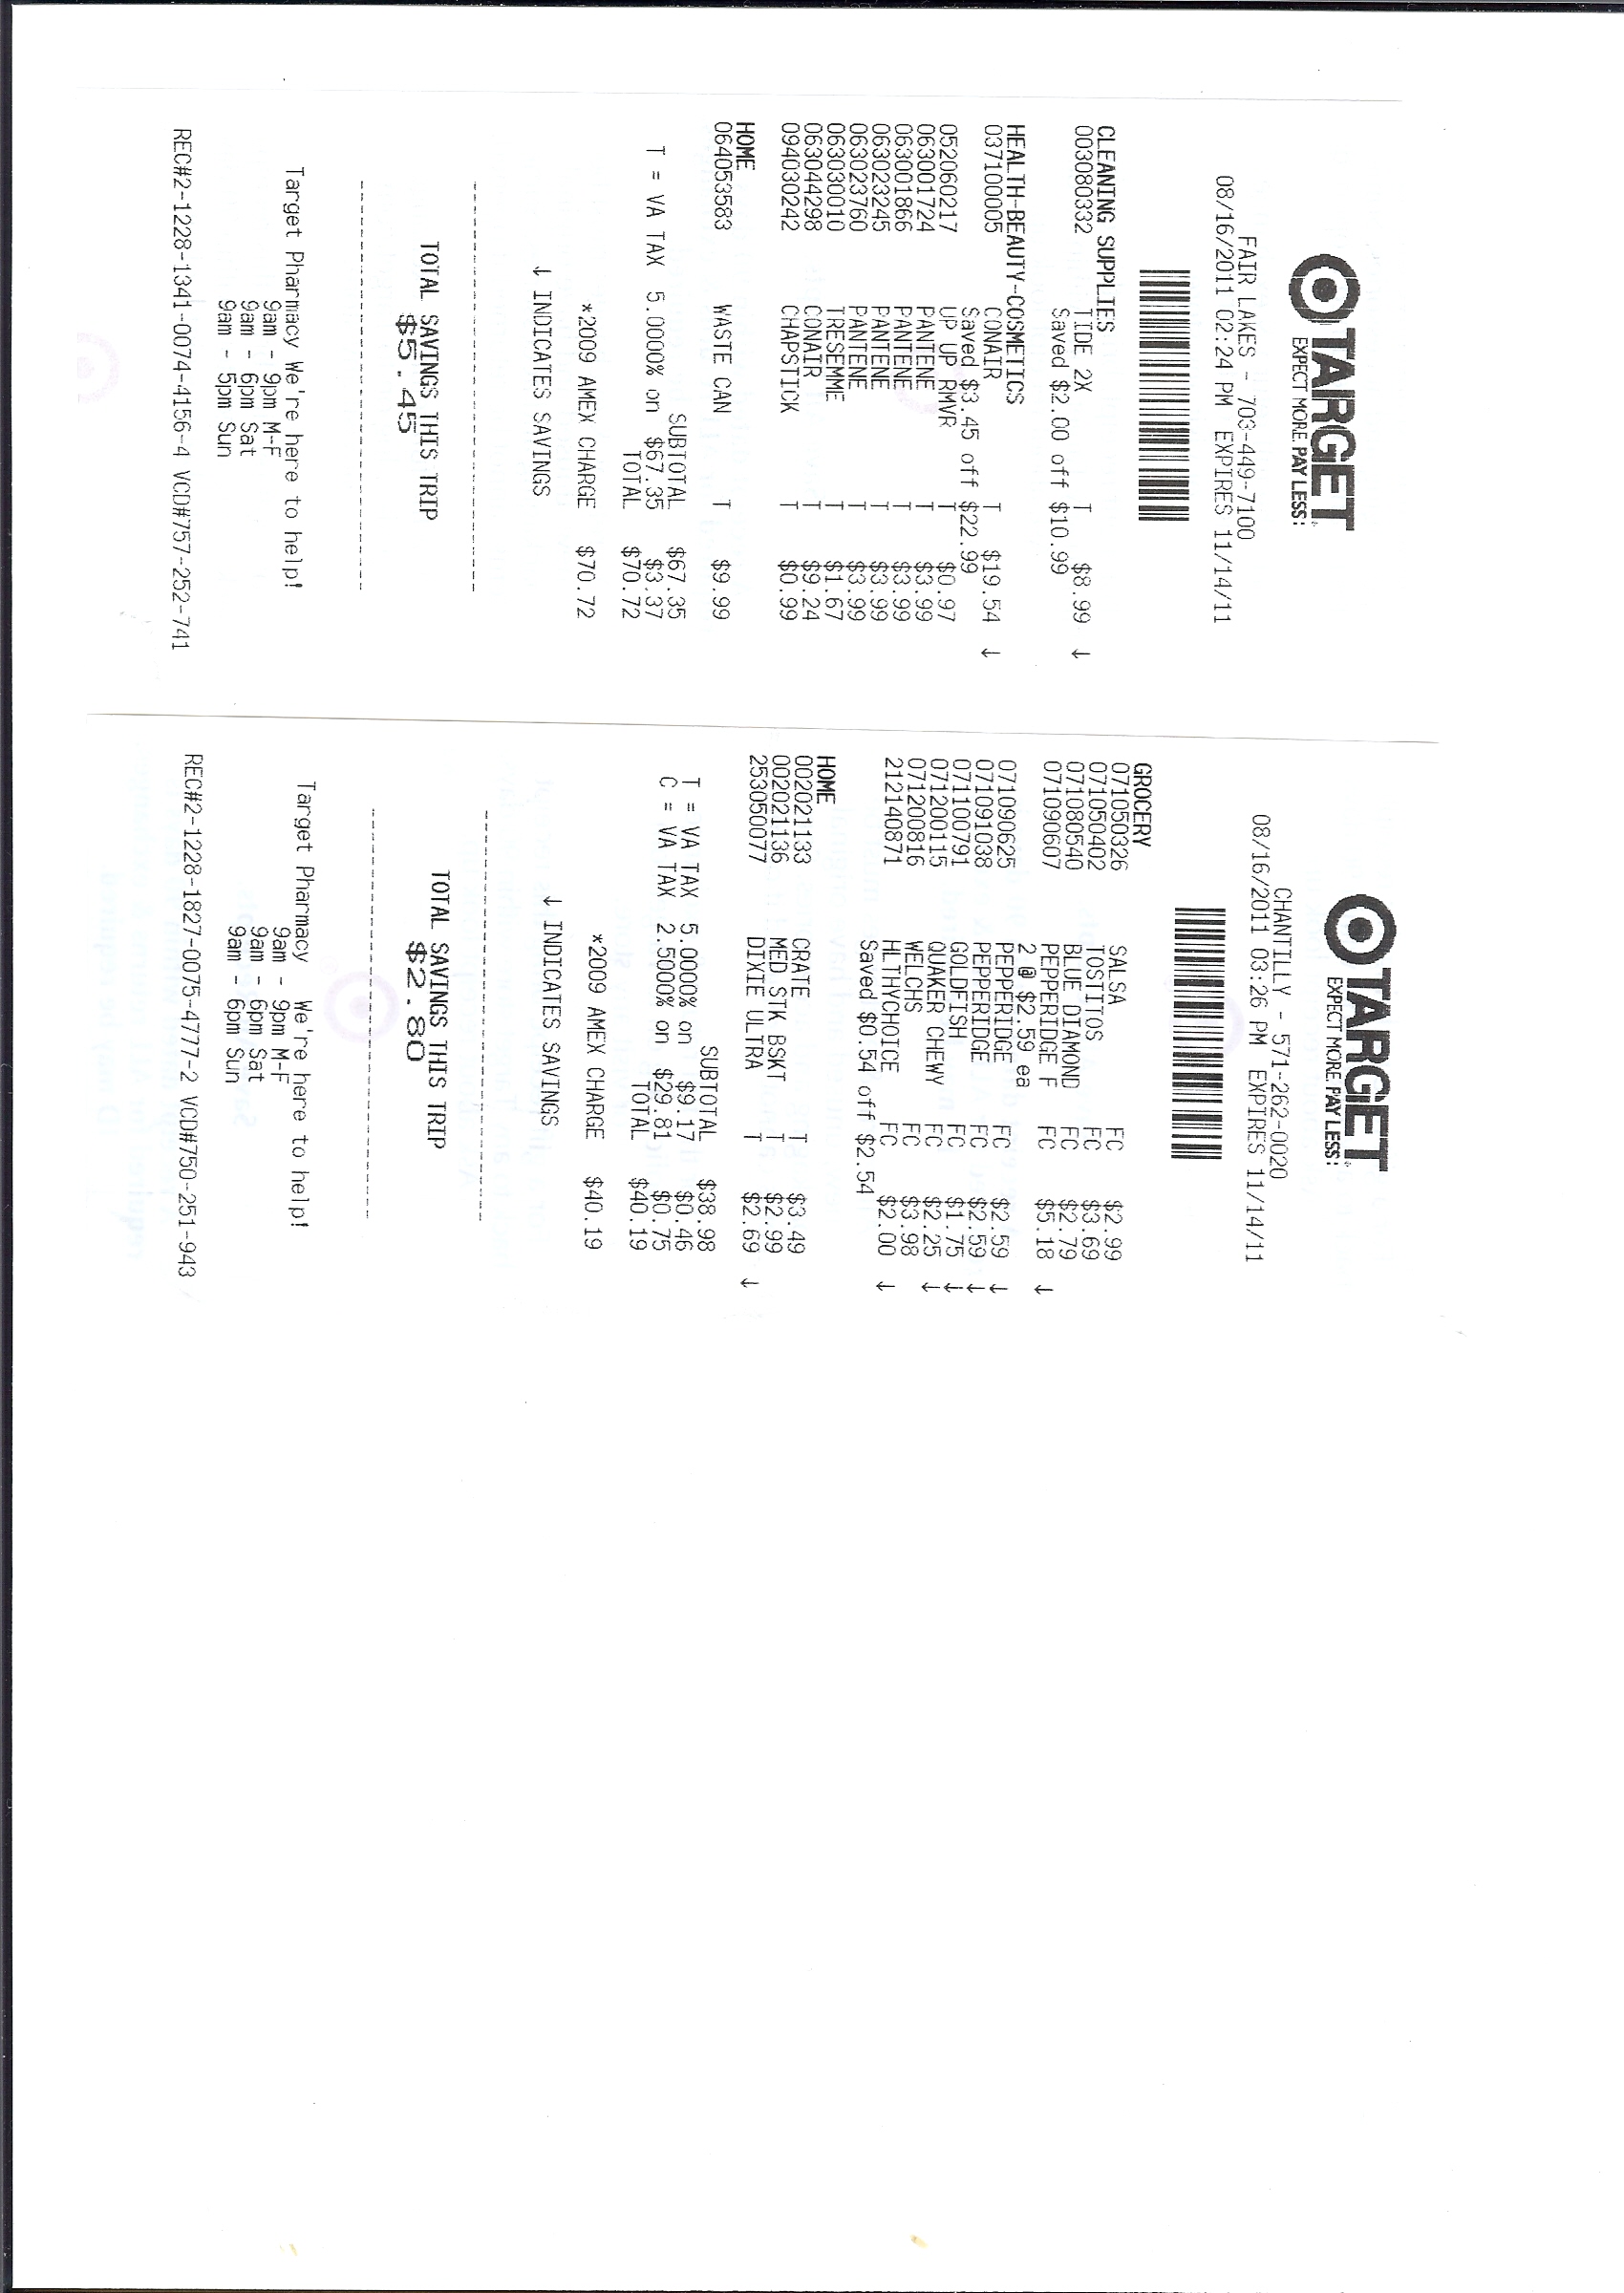 TARGET
EXPECT MORE PAY LESS:
FAIR LAKES - 703-449-7100
08/16/2011 02:24 PM EXPIRES 11/14/11
CLEANING SUPPLIES
003080332 TIDE 2X T $8.99 ↓
Saved $2.00 off $10.99
HEALTH-BEAUTY-COSMETICS
037100005 CONAIR T $19.54 ↓
Saved $3.45 off $22.99
052060217 UP UP RMVR T $0.97
063001724 PANTENE T $3.99
063001866 PANTENE T $3.99
063023245 PANTENE T $3.99
063023760 PANTENE T $3.99
063030010 TRESEMME T $1.67
063044298 CONAIR T $9.24
094030242 CHAPSTICK T $0.99
HOME
064053583 WASTE CAN T $9.99
SUBTOTAL $67.35
T = VA TAX 5.0000% on $67.35 $3.37
TOTAL $70.72
*2009 AMEX CHARGE $70.72
↓ INDICATES SAVINGS
TOTAL SAVINGS THIS TRIP
$5.45
Target Pharmacy We're here to help!
9am - 9pm M-F
9am - 6pm Sat
9am - 5pm Sun
REC#2-1228-1341-0074-4156-4 VCD#757-252-741
TARGET
EXPECT MORE PAY LESS:
CHANTILLY - 571-262-0020
08/16/2011 03:26 PM EXPIRES 11/14/11
GROCERY
071050326 SALSA FC $2.99
071050402 TOSTITOS FC $3.69
071080540 BLUE DIAMOND FC $2.79
071090607 PEPPERIDGE F FC $5.18 ↓
2 @ $2.59 ea
071090625 PEPPERIDGE FC $2.59 ↓
071091038 PEPPERIDGE FC $2.59 ↓
071100791 GOLDFISH FC $1.75 ↓
071200115 QUAKER CHEWY FC $2.25 ↓
071200816 WELCHS FC $3.98
212140871 HLTHYCHOICE FC $2.00 ↓
Saved $0.54 off $2.54
HOME
002021133 CRATE T $3.49
002021136 MED STK BSKT T $2.99
253050077 DIXIE ULTRA T $2.69 ↓
SUBTOTAL $38.98
T = VA TAX 5.0000% on $9.17 $0.46
C = VA TAX 2.5000% on $29.81 $0.75
TOTAL $40.19
*2009 AMEX CHARGE $40.19
↓ INDICATES SAVINGS
TOTAL SAVINGS THIS TRIP
$2.80
Target Pharmacy We're here to help!
9am - 9pm M-F
9am - 6pm Sat
9am - 6pm Sun
REC#2-1228-1827-0075-4777-2 VCD#750-251-943